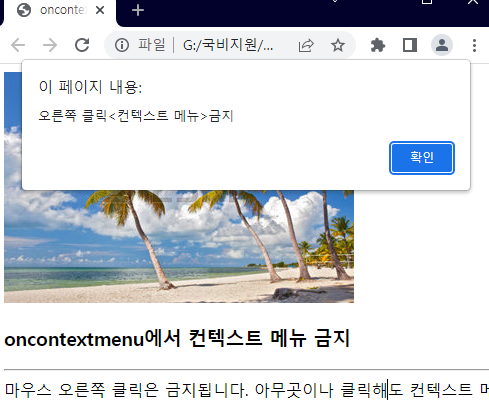 oncontex
파일
G:/국비지원/...
이 페이지 내용:
오른쪽 클릭<컨텍스트 메뉴>금지
확인
oncontextmenu에서 컨텍스트 메뉴 금지
마우스 오른쪽 클릭은 금지됩니다. 아무곳이나 클릭해도 컨텍스트